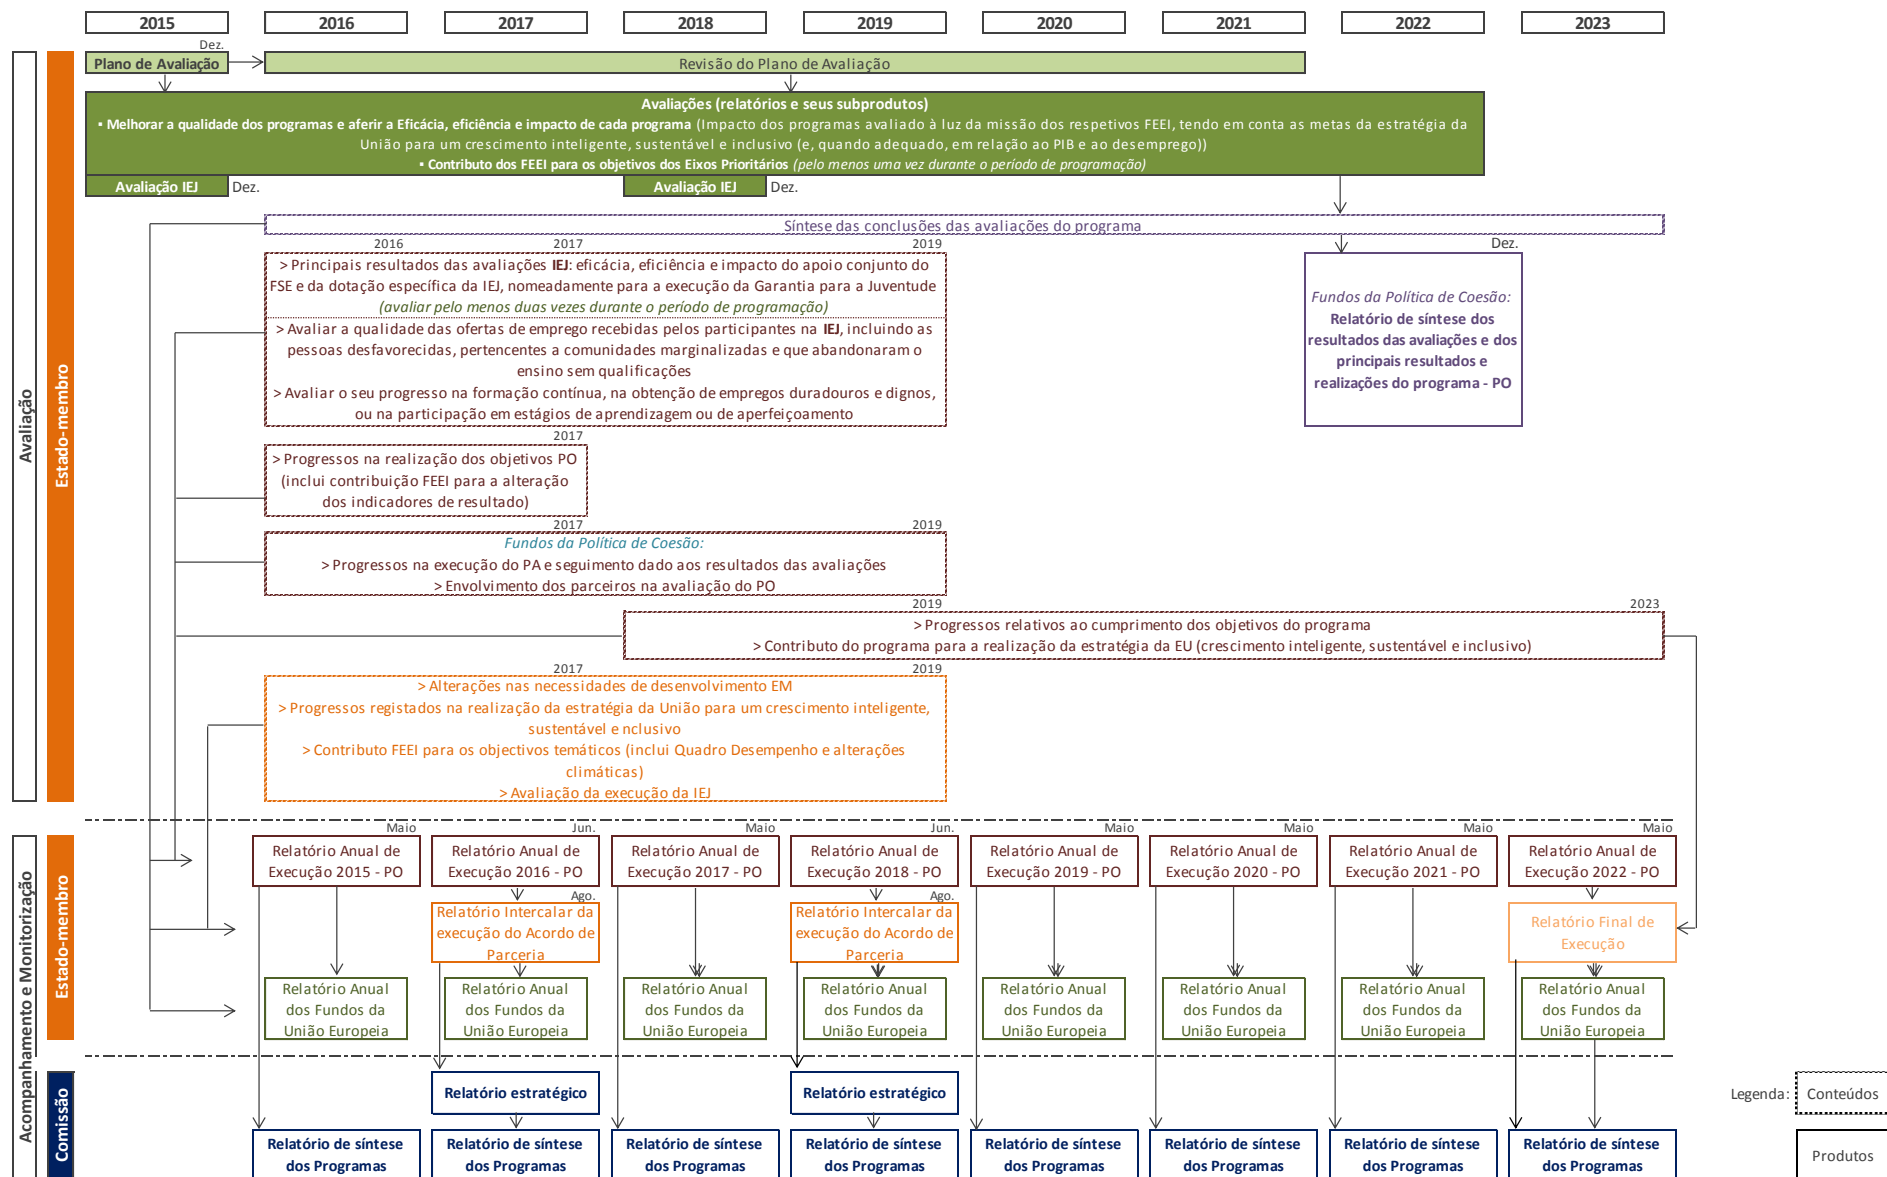 2015 2016 2017 2018 2019 2020 2021 2022 2023
Avaliação
Estado-membro
Dez.
Plano de Avaliação
Revisão do Plano de Avaliação
Avaliações (relatórios e seus subprodutos)
▪ Melhorar a qualidade dos programas e aferir a Eficácia, eficiência e impacto de cada programa (Impacto dos programas avaliado à luz da missão dos respetivos FEEI, tendo em conta as metas da estratégia da
União para um crescimento inteligente, sustentável e inclusivo (e, quando adequado, em relação ao PIB e ao desemprego))
▪ Contributo dos FEEI para os objetivos dos Eixos Prioritários (pelo menos uma vez durante o período de programação)
Avaliação IEJ Dez.
Avaliação IEJ Dez.
Síntese das conclusões das avaliações do programa
2016 2017 2019
> Principais resultados das avaliações IEJ: eficácia, eficiência e impacto do apoio conjunto do
FSE e da dotação específica da IEJ, nomeadamente para a execução da Garantia para a Juventude
(avaliar pelo menos duas vezes durante o período de programação)
> Avaliar a qualidade das ofertas de emprego recebidas pelos participantes na IEJ, incluindo as
pessoas desfavorecidas, pertencentes a comunidades marginalizadas e que abandonaram o
ensino sem qualificações
> Avaliar o seu progresso na formação contínua, na obtenção de empregos duradouros e dignos,
ou na participação em estágios de aprendizagem ou de aperfeiçoamento
Dez.
Fundos da Política de Coesão:
Relatório de síntese dos
resultados das avaliações e dos
principais resultados e
realizações do programa - PO
2017
> Progressos na realização dos objetivos PO
(inclui contribuição FEEI para a alteração
dos indicadores de resultado)
2017 2019
Fundos da Política de Coesão:
> Progressos na execução do PA e seguimento dado aos resultados das avaliações
> Envolvimento dos parceiros na avaliação do PO
2019 2023
> Progressos relativos ao cumprimento dos objetivos do programa
> Contributo do programa para a realização da estratégia da EU (crescimento inteligente, sustentável e inclusivo)
2017 2019
> Alterações nas necessidades de desenvolvimento EM
> Progressos registados na realização da estratégia da União para um crescimento inteligente,
sustentável e nclusivo
> Contributo FEEI para os objectivos temáticos (inclui Quadro Desempenho e alterações
climáticas)
> Avaliação da execução da IEJ
Acompanhamento e Monitorização
Estado-membro
Maio Jun. Maio Jun. Maio Maio Maio Maio
Relatório Anual de Relatório Anual de Relatório Anual de Relatório Anual de Relatório Anual de Relatório Anual de Relatório Anual de Relatório Anual de
Execução 2015 - PO Execução 2016 - PO Execução 2017 - PO Execução 2018 - PO Execução 2019 - PO Execução 2020 - PO Execução 2021 - PO Execução 2022 - PO
Ago. Ago.
Relatório Intercalar da Relatório Intercalar da Relatório Final de
execução do Acordo de execução do Acordo de Execução
Parceria Parceria
Relatório Anual Relatório Anual Relatório Anual Relatório Anual Relatório Anual Relatório Anual Relatório Anual Relatório Anual
dos Fundos da dos Fundos da dos Fundos da dos Fundos da dos Fundos da dos Fundos da dos Fundos da dos Fundos da
União Europeia União Europeia União Europeia União Europeia União Europeia União Europeia União Europeia União Europeia
Comissão
Relatório estratégico Relatório estratégico
Relatório de síntese Relatório de síntese Relatório de síntese Relatório de síntese Relatório de síntese Relatório de síntese Relatório de síntese Relatório de síntese
dos Programas dos Programas dos Programas dos Programas dos Programas dos Programas dos Programas dos Programas
Legenda: Conteúdos
Produtos